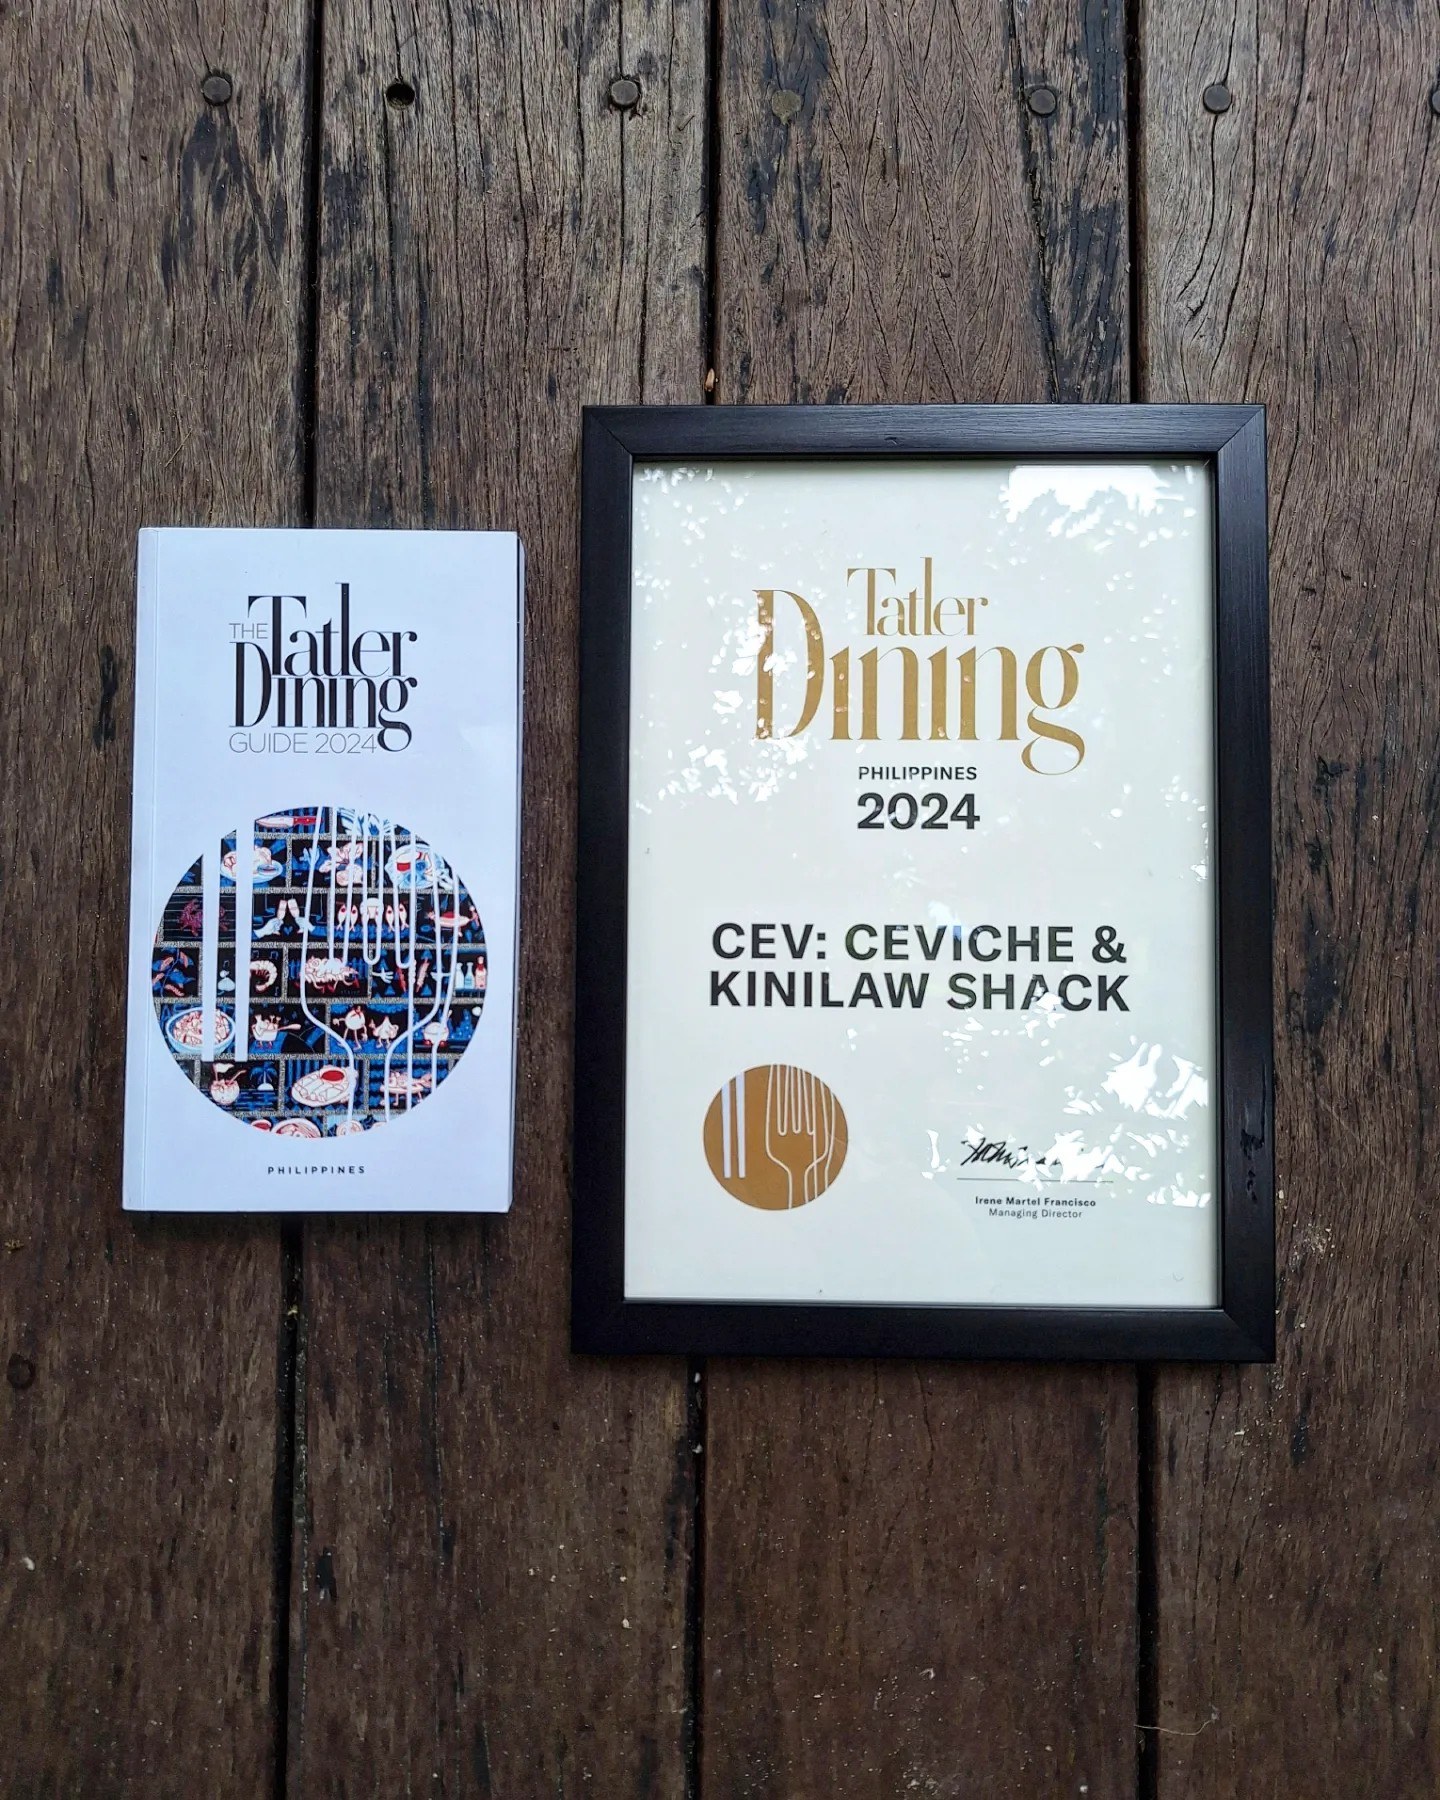 THE Tatler
Dining
GUIDE 2024
PHILIPPINES
Tatler
Dining
PHILIPPINES
2024
CEV: CEVICHE &
KINILAW SHACK
Irene Martel Francisco
Managing Director